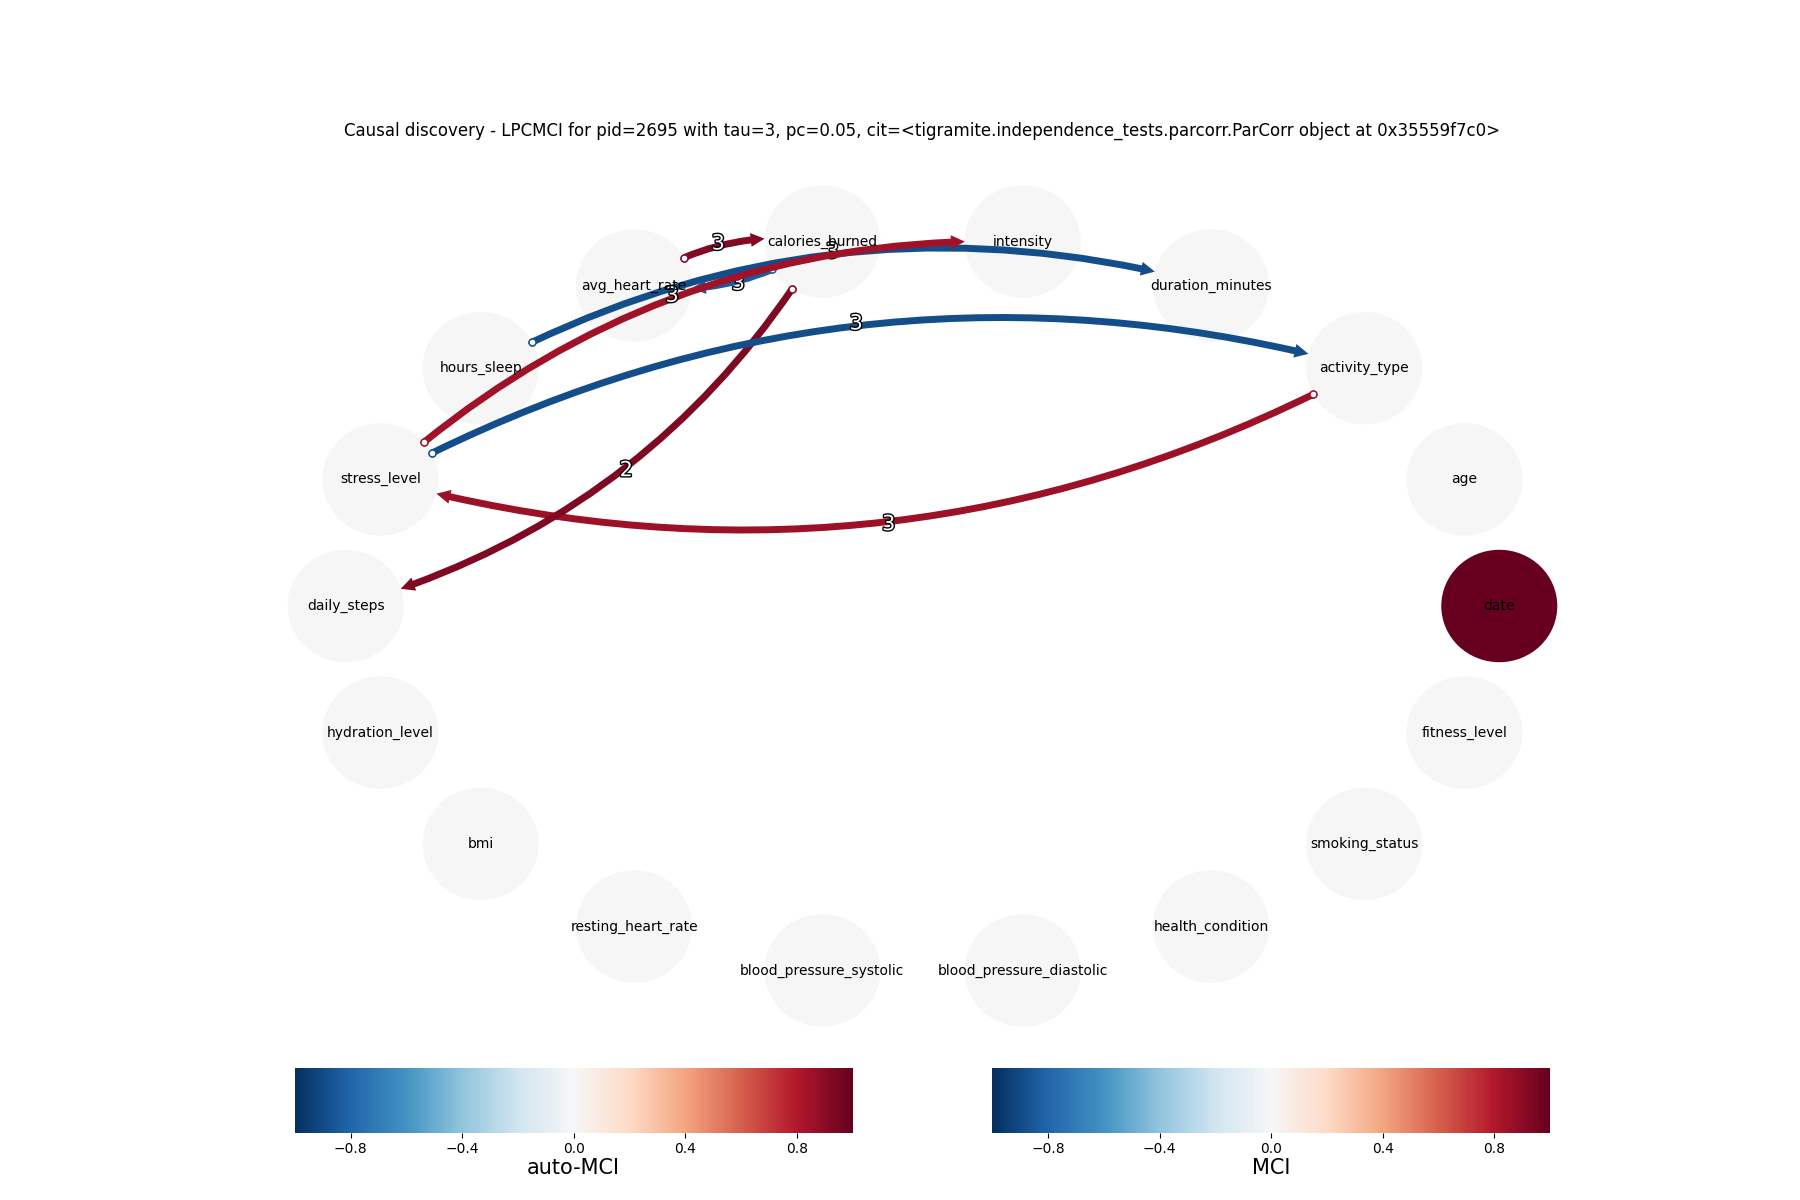 Causal discovery - LPCMCI for pid=2695 with tau=3, pc=0.05, cit=<tigramite.independence_tests.parcorr.ParCorr object at 0x35559f7c0>
calories_burned
intensity
3
3
avg_heart_rate
3
3
duration_minutes
3
hours_sleep
activity_type
2
stress_level
age
3
daily_steps
date
hydration_level
fitness_level
bmi
smoking_status
resting_heart_rate
health_condition
blood_pressure_systolic
blood_pressure_diastolic
−0.8 −0.4 0.0 0.4 0.8
auto-MCI
−0.8 −0.4 0.0 0.4 0.8
MCI